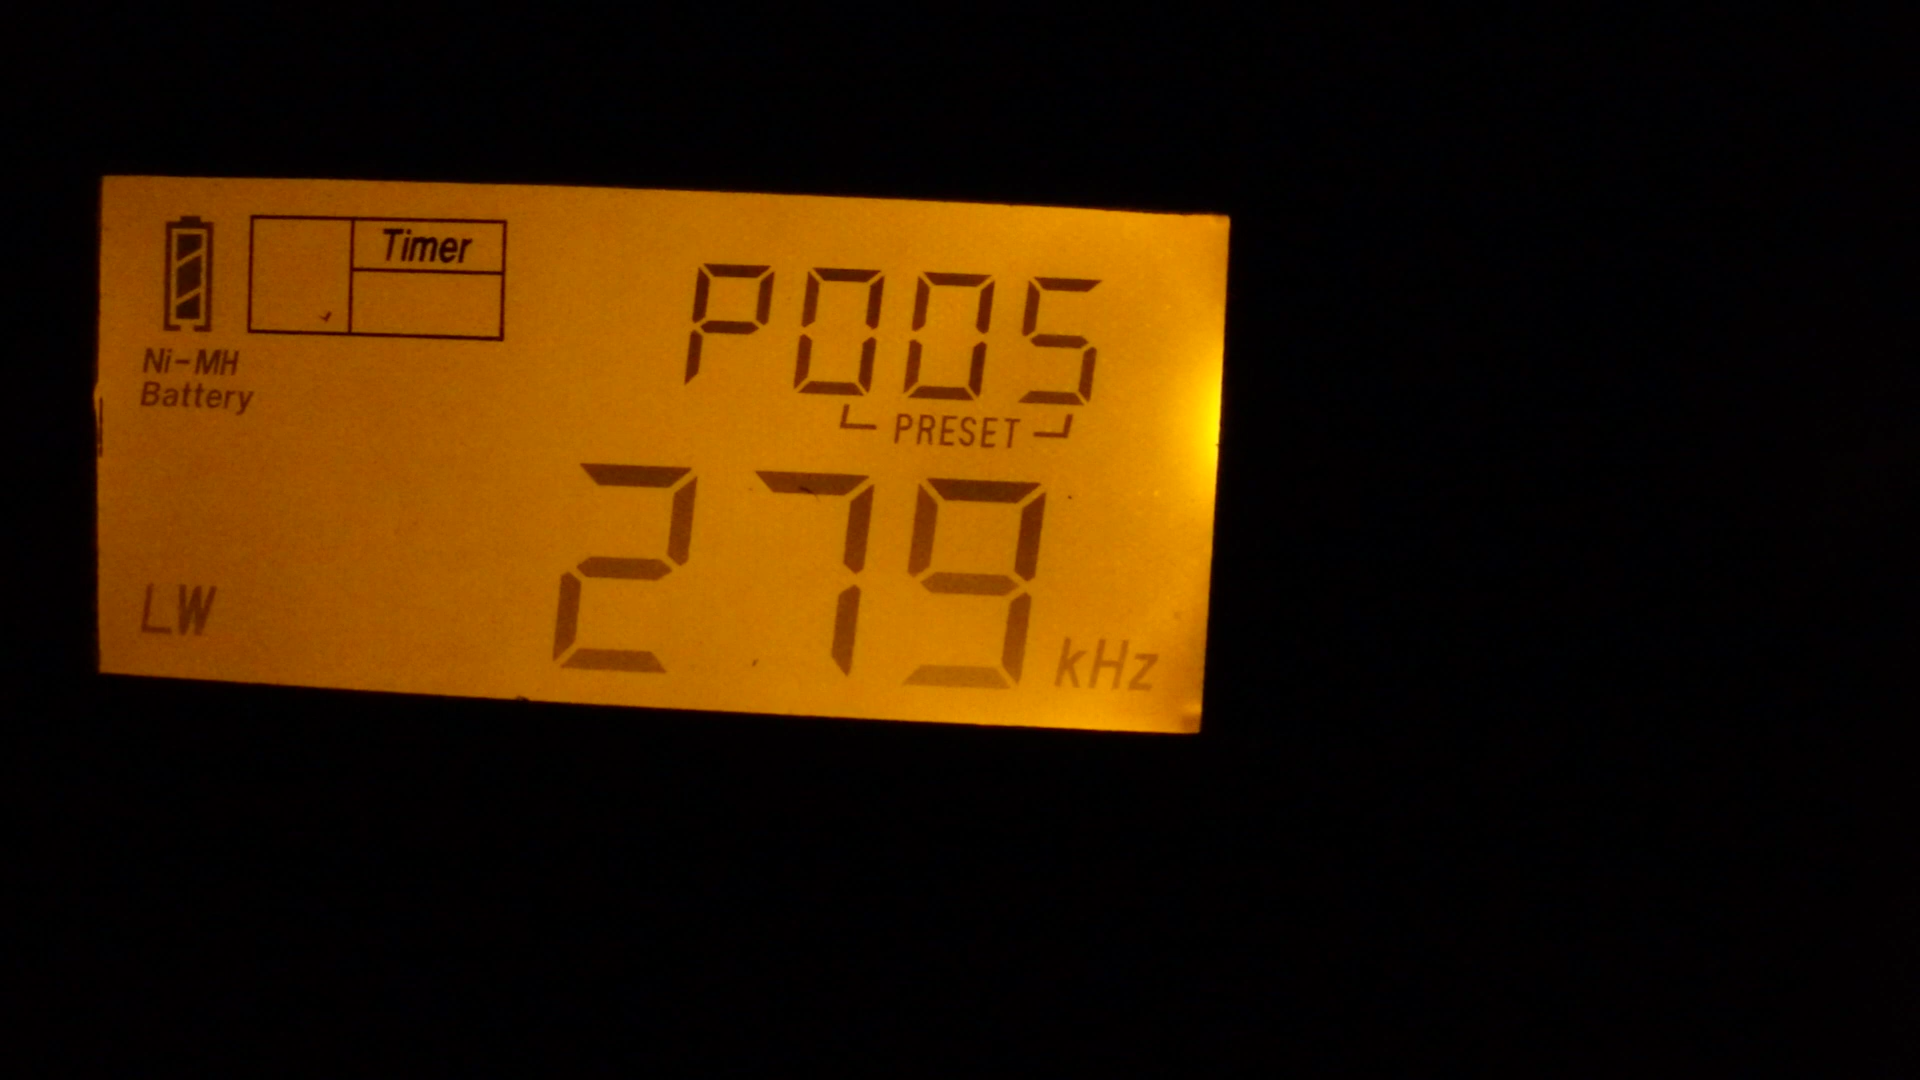 Timer
P005
PRESET
Ni-MH
Battery
279 kHz
LW